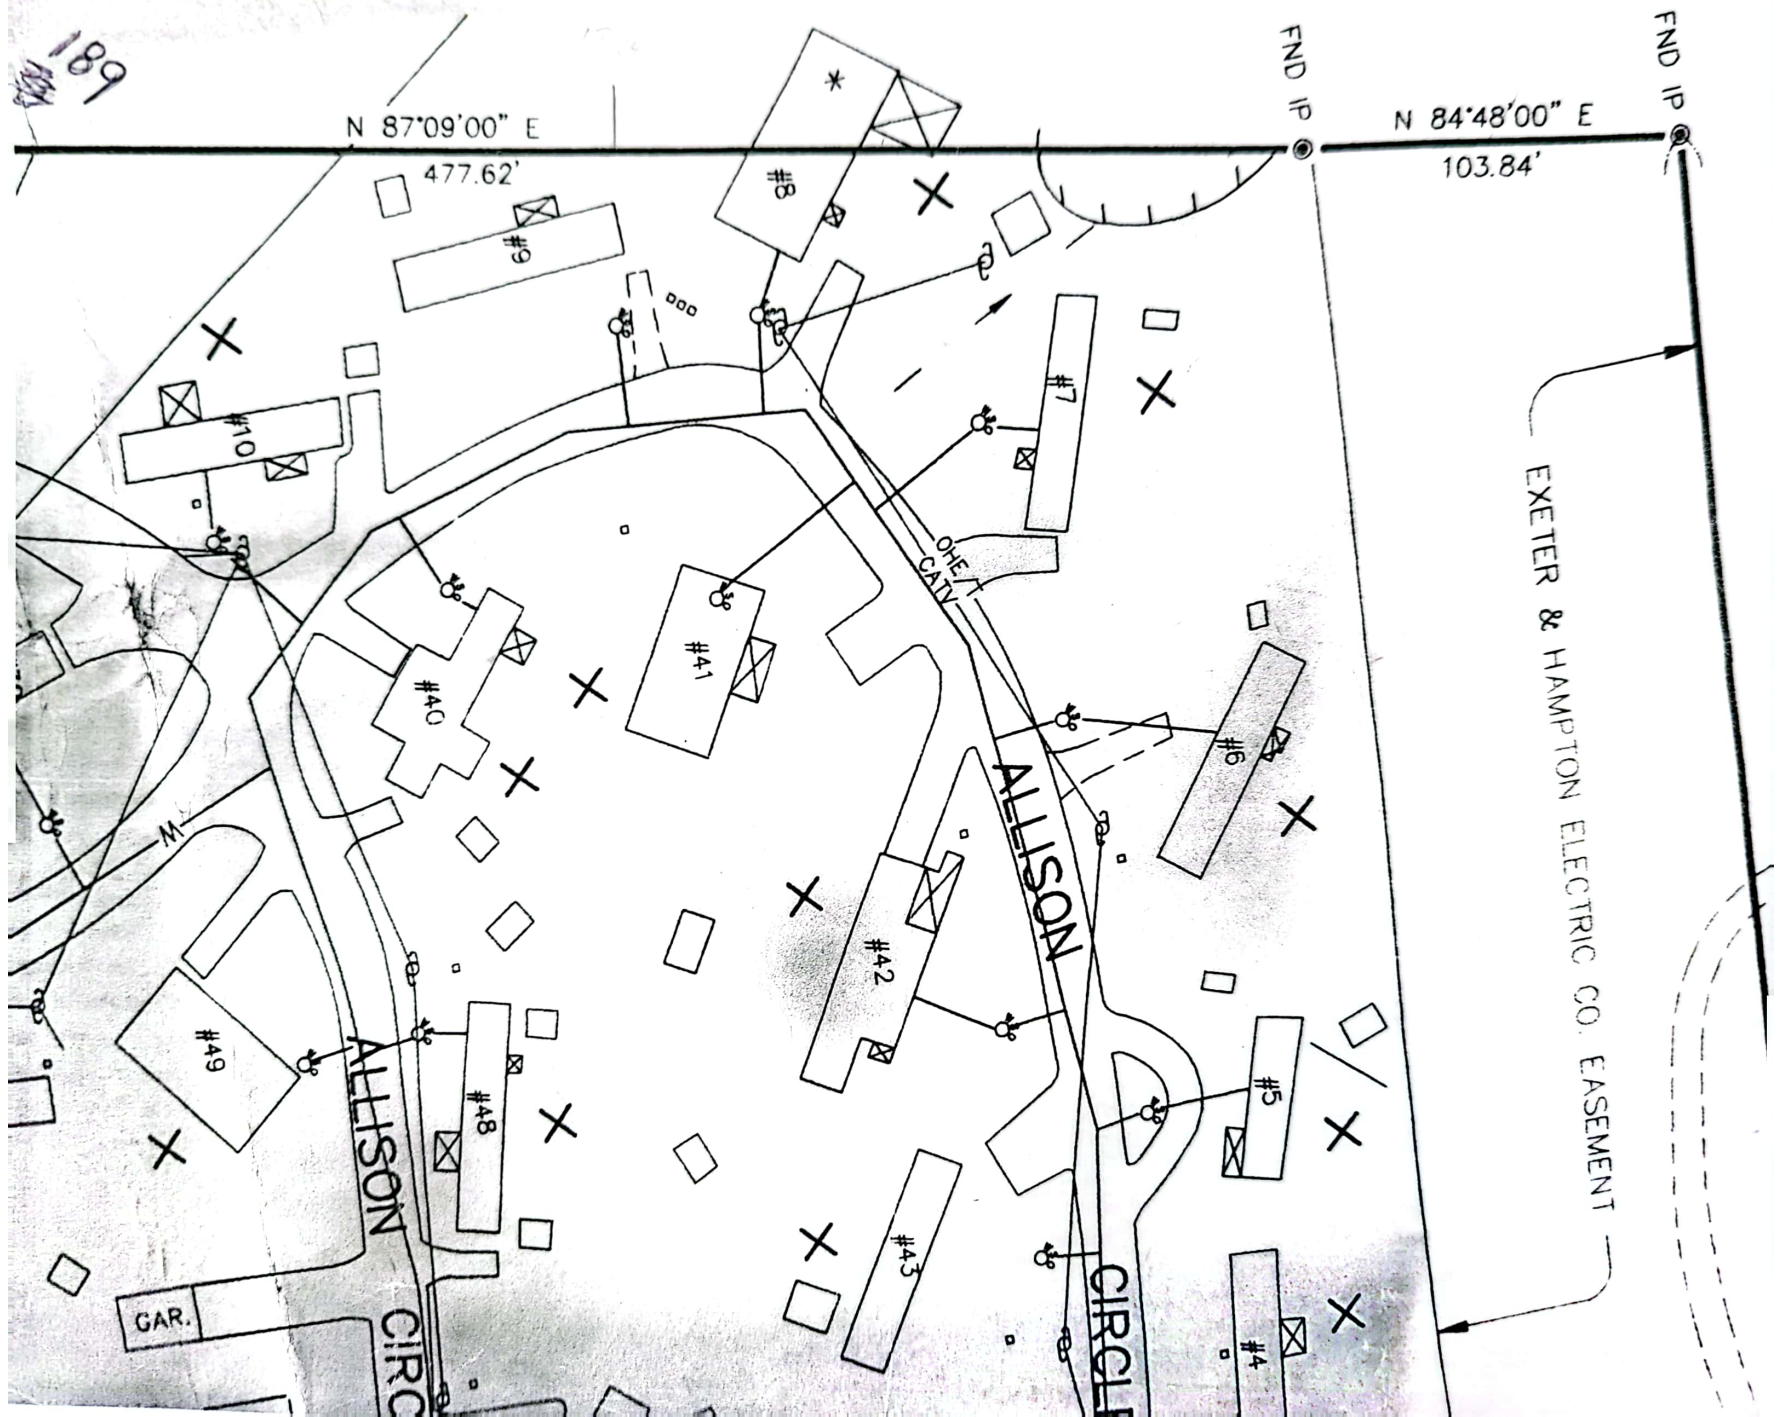 189
FND IP
FND IP
N 87°09'00" E
477.62'
N 84°48'00" E
103.84'
*
#8
#9
#7
#10
OHE/T
CATV
EXETER & HAMPTON ELECTRIC CO. EASEMENT
#41
#40
#6
ALLISON
CIRCLE
W
#42
#49
#48
#5
ALLISON
CIRC
#43
#4
GAR.